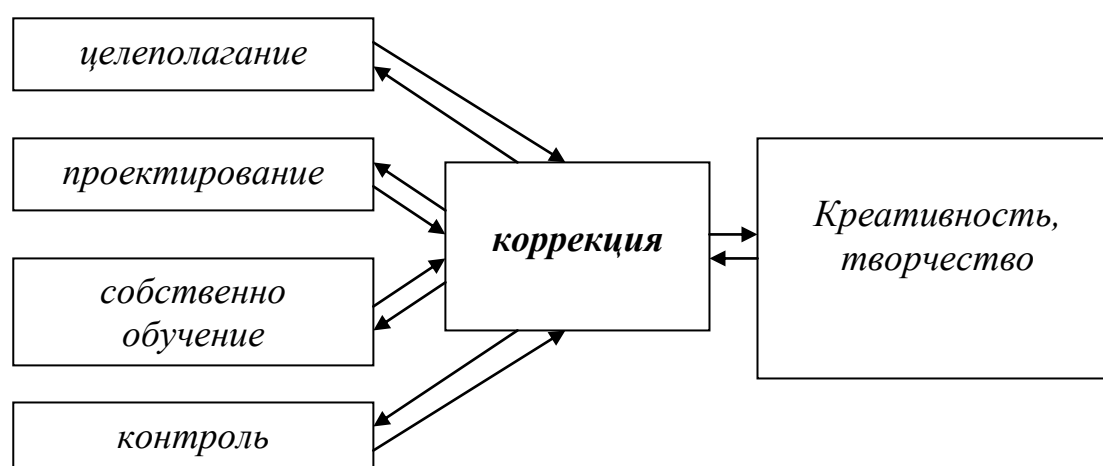 целеполагание
проектирование
собственно
обучение
контроль
коррекция
Креативность,
творчество